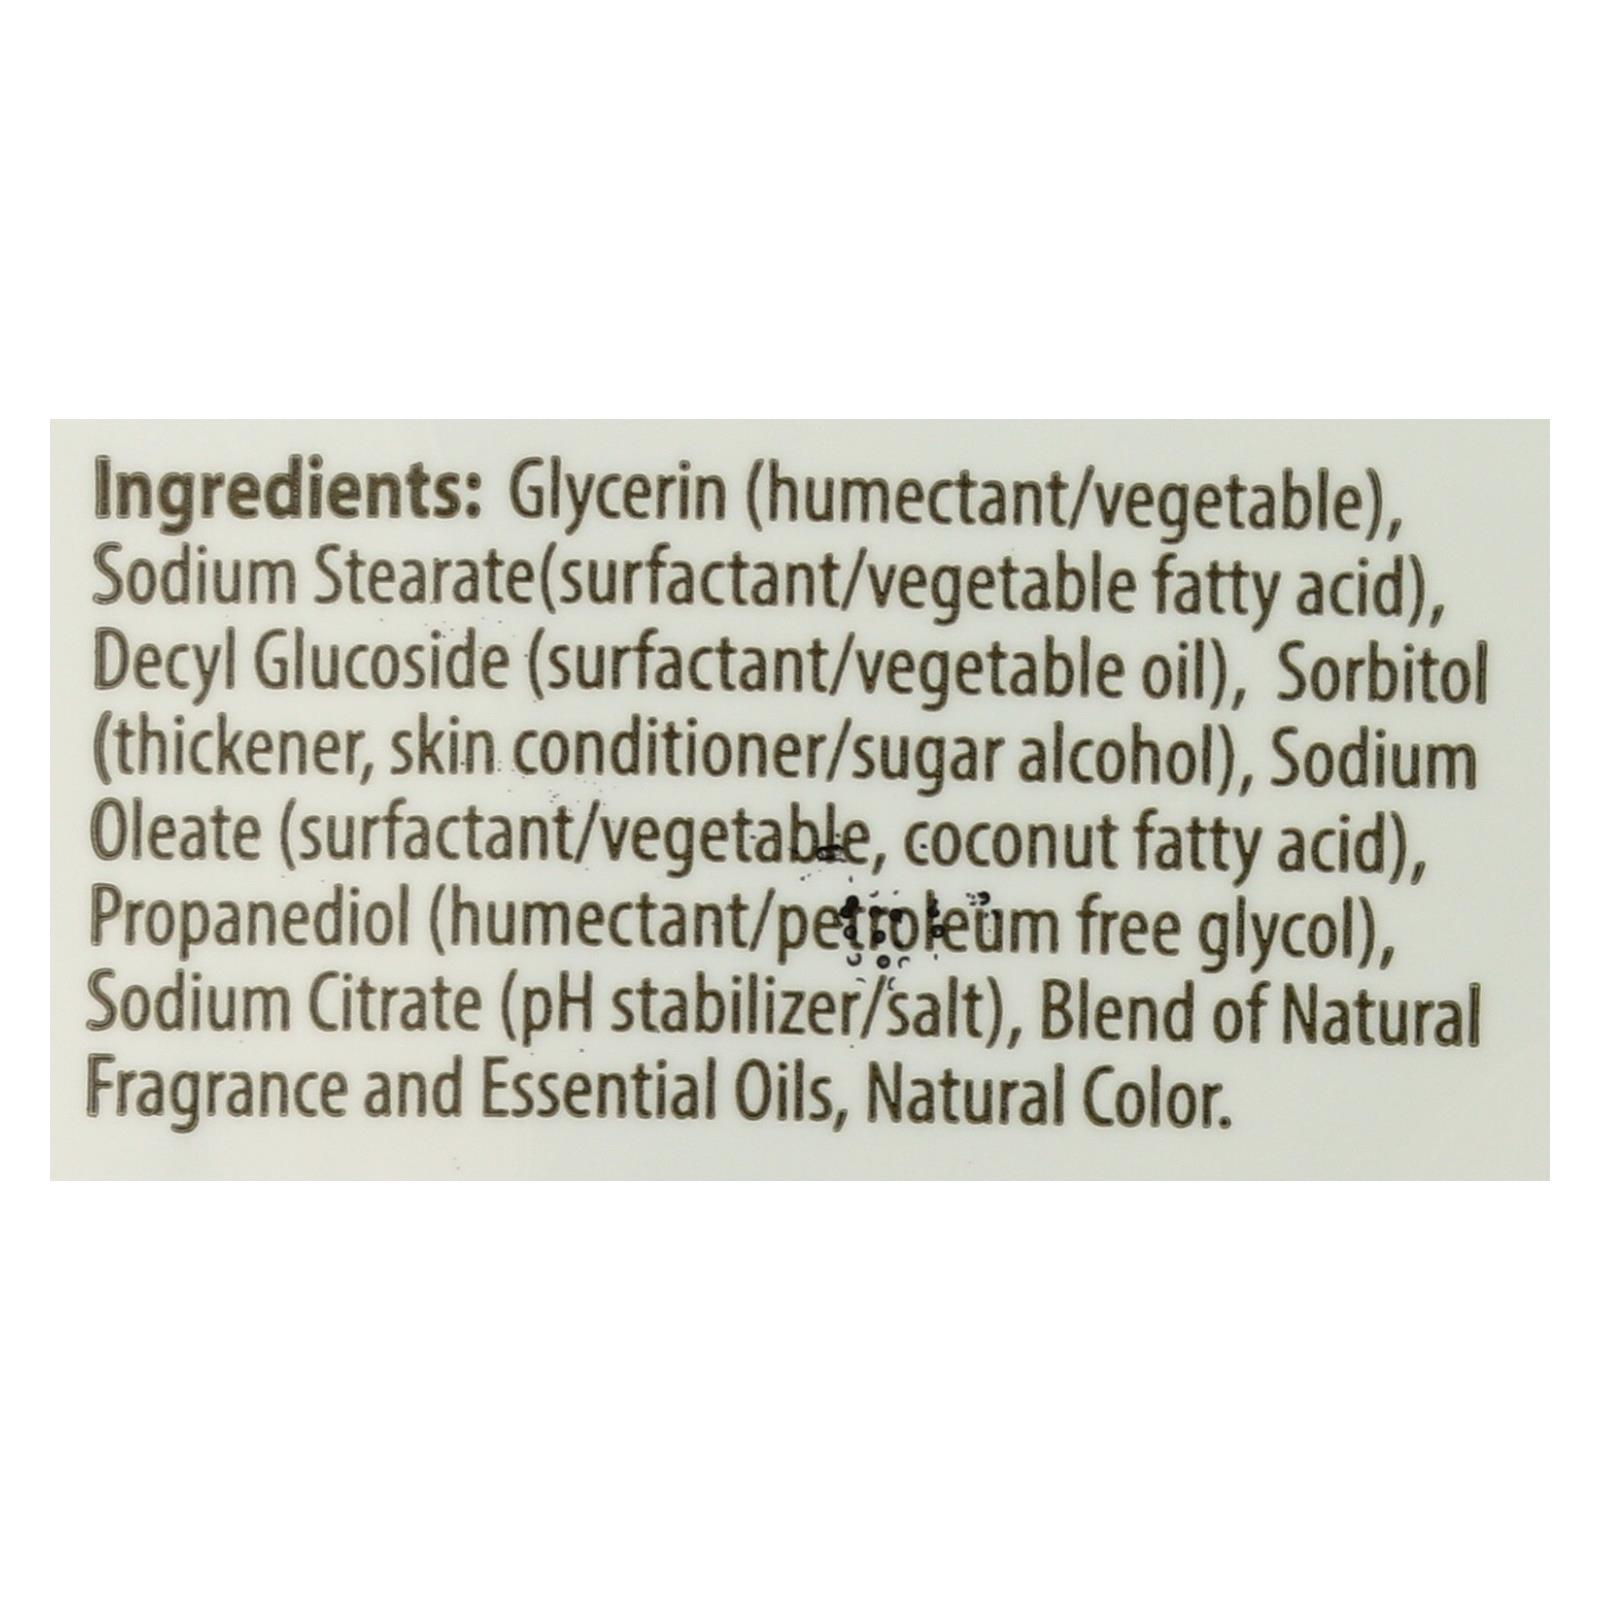 Ingredients: Glycerin (humectant/vegetable),
Sodium Stearate(surfactant/vegetable fatty acid),
Decyl Glucoside (surfactant/vegetable oil), Sorbitol
(thickener, skin conditioner/sugar alcohol), Sodium
Oleate (surfactant/vegetable, coconut fatty acid),
Propanediol (humectant/petroleum free glycol),
Sodium Citrate (pH stabilizer/salt), Blend of Natural
Fragrance and Essential Oils, Natural Color.